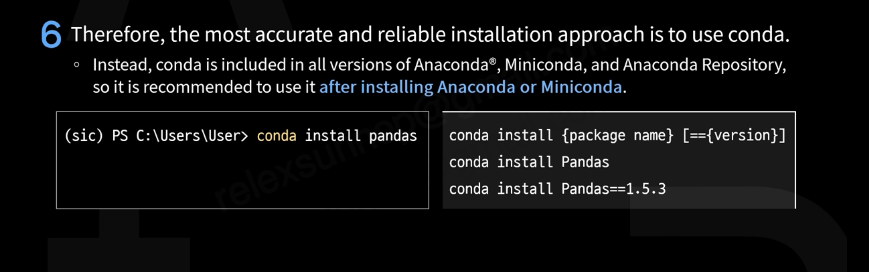 6 Therefore, the most accurate and reliable installation approach is to use conda.
◦ Instead, conda is included in all versions of Anaconda®, Miniconda, and Anaconda Repository,
so it is recommended to use it after installing Anaconda or Miniconda.
(sic) PS C:\Users\User> conda install pandas
conda install {package name} [=={version}]
conda install Pandas
conda install Pandas==1.5.3